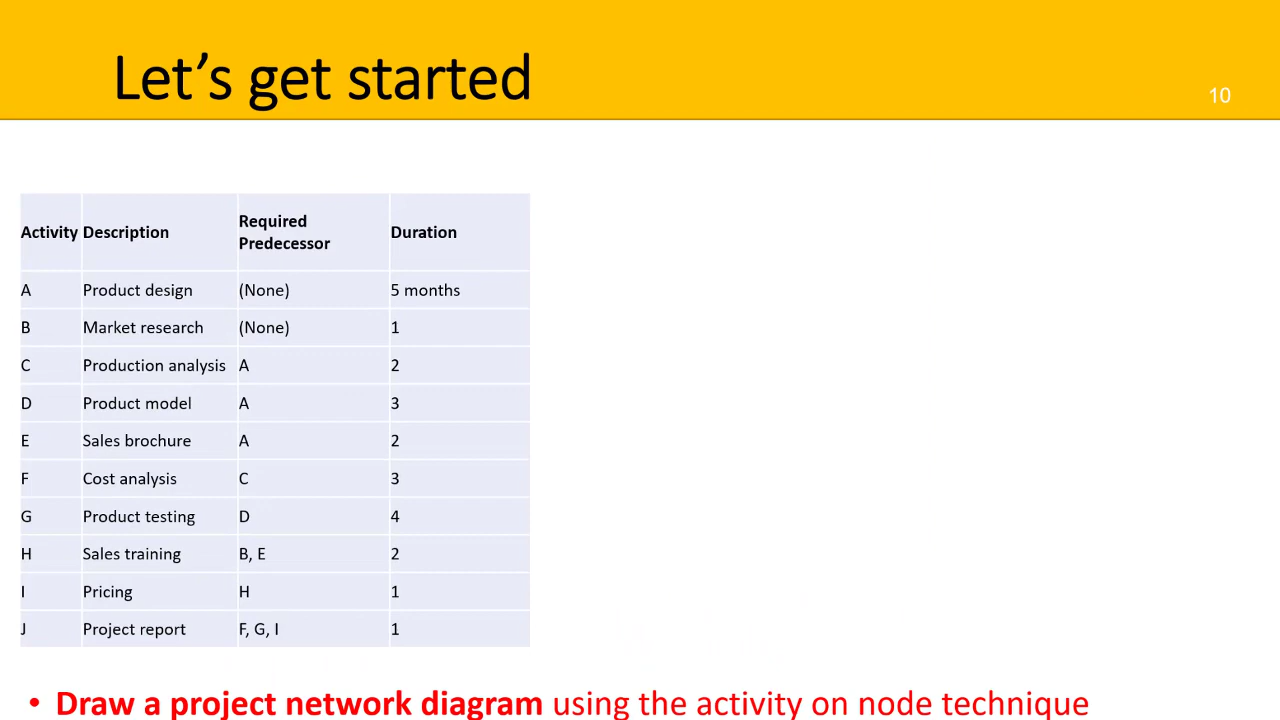 Let's get started
10
Activity Description Required Predecessor Duration
A Product design (None) 5 months
B Market research (None) 1
C Production analysis A 2
D Product model A 3
E Sales brochure A 2
F Cost analysis C 3
G Product testing D 4
H Sales training B, E 2
I Pricing H 1
J Project report F, G, I 1
• Draw a project network diagram using the activity on node technique